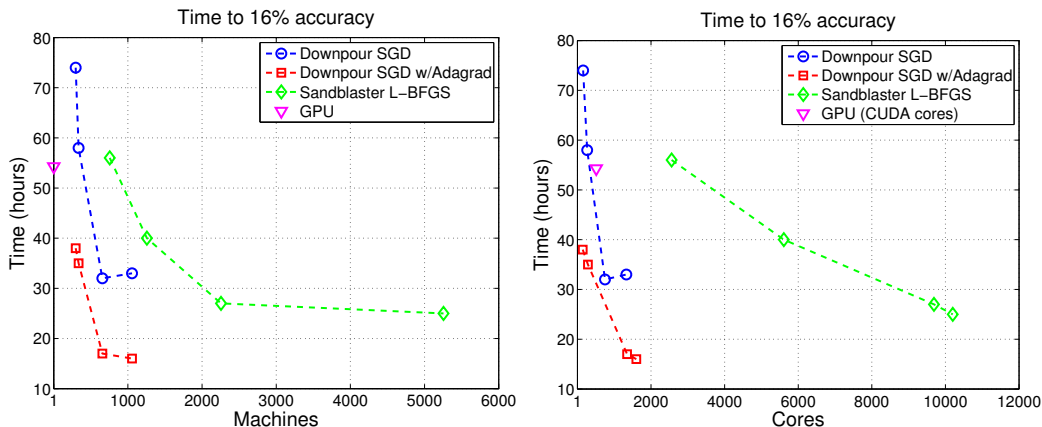 Time to 16% accuracy
80
70
60
50
40
30
20
10
Time (hours)
1
1000
2000
3000
4000
5000
6000
Machines
Downpour SGD
Downpour SGD w/Adagrad
Sandblaster L−BFGS
GPU
Time to 16% accuracy
80
70
60
50
40
30
20
10
Time (hours)
1
2000
4000
6000
8000
10000
12000
Cores
Downpour SGD
Downpour SGD w/Adagrad
Sandblaster L−BFGS
GPU (CUDA cores)